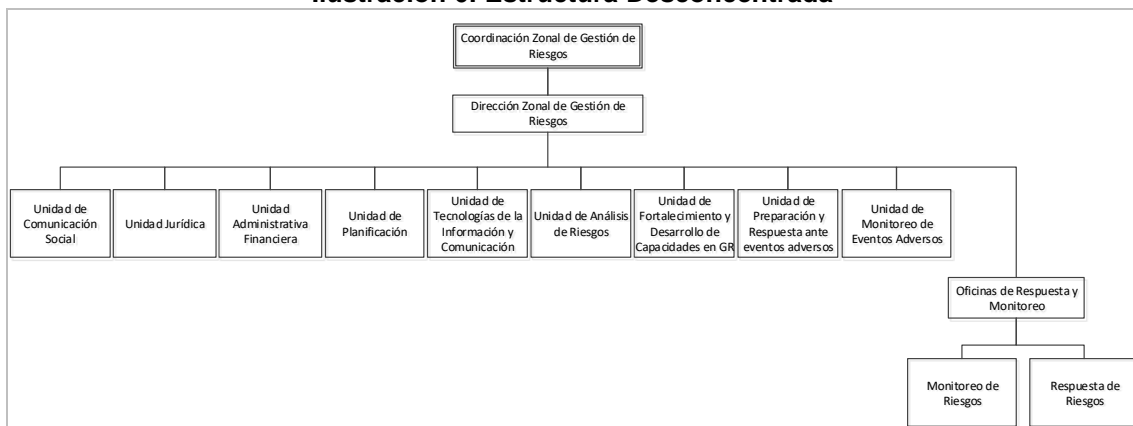 Coordinación Zonal de Gestión de
Riesgos
Dirección Zonal de Gestión de
Riesgos
Unidad de
Comunicación
Social
Unidad Jurídica
Unidad
Administrativa
Financiera
Unidad de
Planificación
Unidad de
Tecnologías de la
Información y
Comunicación
Unidad de Análisis
de Riesgos
Unidad de
Fortalecimiento y
Desarrollo de
Capacidades en GR
Unidad de
Preparación y
Respuesta ante
eventos adversos
Unidad de
Monitoreo de
Eventos Adversos
Oficinas de Respuesta y
Monitoreo
Monitoreo de
Riesgos
Respuesta de
Riesgos